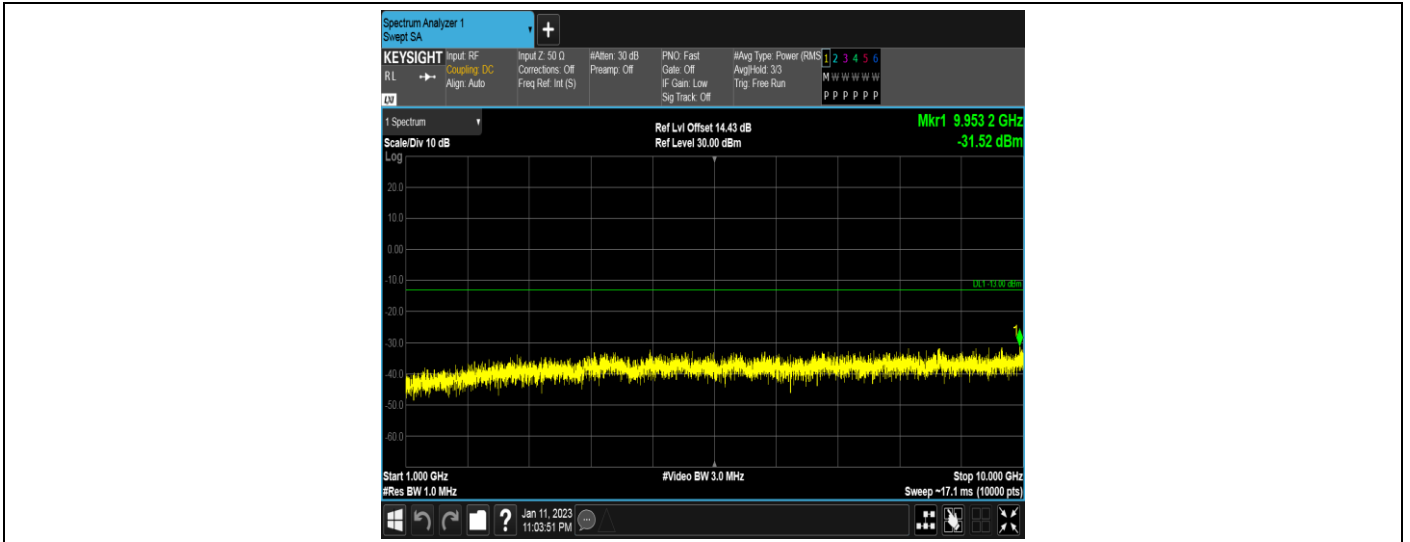 Spectrum Analyzer 1
Swept SA
+
KEYSIGHT
RL
LXI
Input: RF
Coupling: DC
Align: Auto
Input Z: 50 Ω
Corrections: Off
Freq Ref: Int (S)
#Atten: 30 dB
Preamp: Off
PNO: Fast
Gate: Off
IF Gain: Low
Sig Track: Off
#Avg Type: Power (RMS
Avg|Hold: 3/3
Trig: Free Run
1 2 3 4 5 6
M W W W W W
P P P P P P
1 Spectrum
Scale/Div 10 dB
Ref Lvl Offset 14.43 dB
Ref Level 30.00 dBm
Mkr1 9.953 2 GHz
-31.52 dBm
Log
20.0
10.0
0.00
-10.0
DL1 -13.00 dBm
-20.0
1
-30.0
-40.0
-50.0
-60.0
Start 1.000 GHz
#Video BW 3.0 MHz
Stop 10.000 GHz
#Res BW 1.0 MHz
Sweep ~17.1 ms (10000 pts)
?
Jan 11, 2023
11:03:51 PM